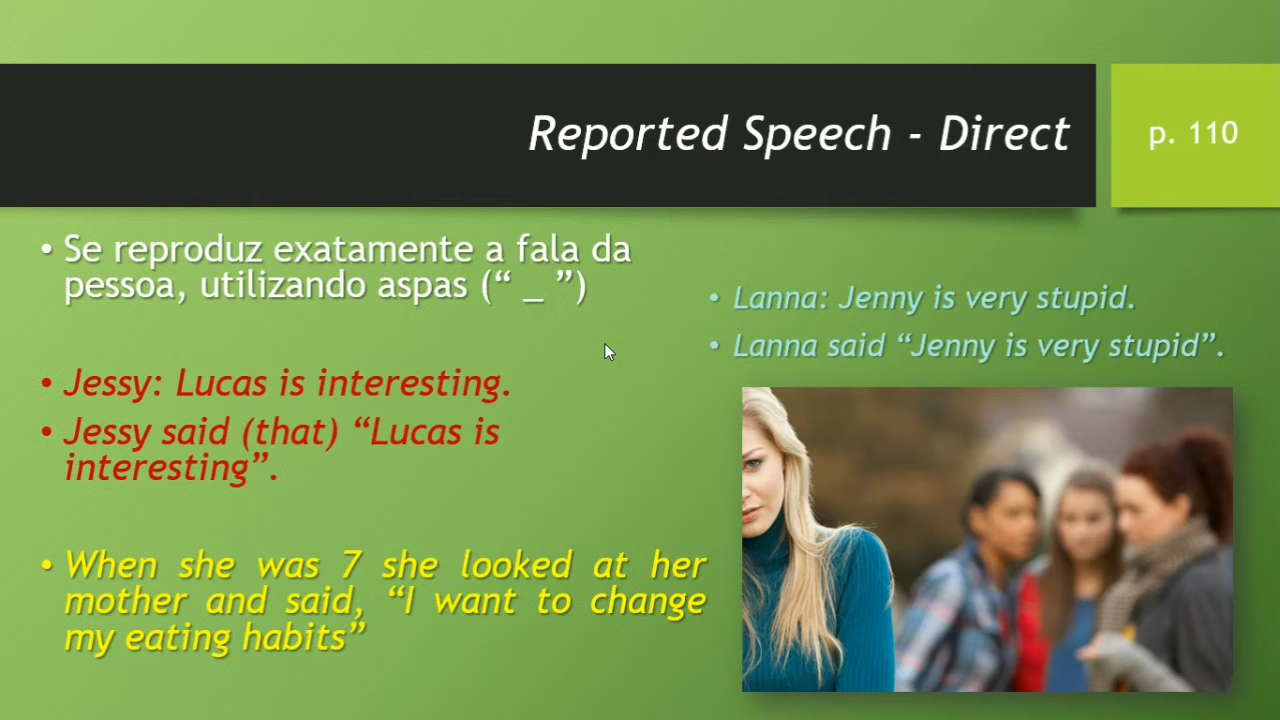 Reported Speech - Direct
p. 110
• Se reproduz exatamente a fala da
pessoa, utilizando aspas (“ _ ”)
• Jessy: Lucas is interesting.
• Jessy said (that) “Lucas is
interesting”.
• When she was 7 she looked at her
mother and said, “I want to change
my eating habits”
• Lanna: Jenny is very stupid.
• Lanna said “Jenny is very stupid”.